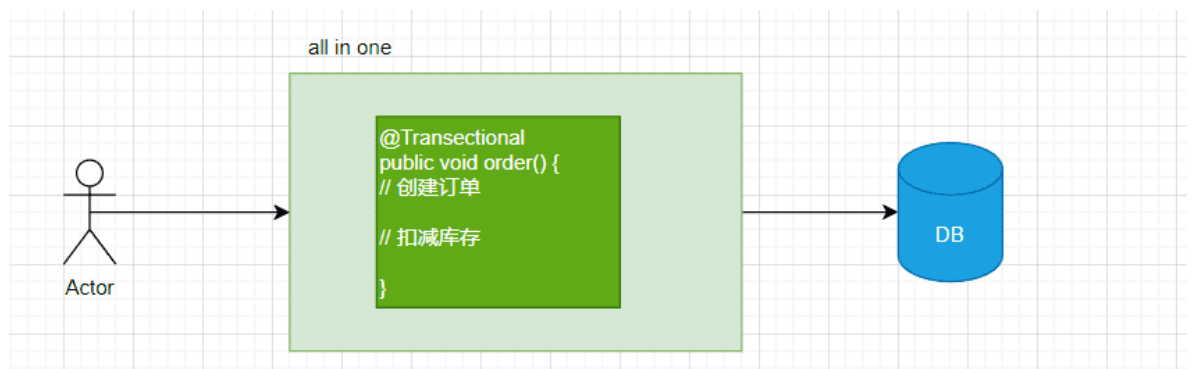 all in one
@Transectional
public void order() {
// 创建订单
// 扣减库存
}
Actor
DB